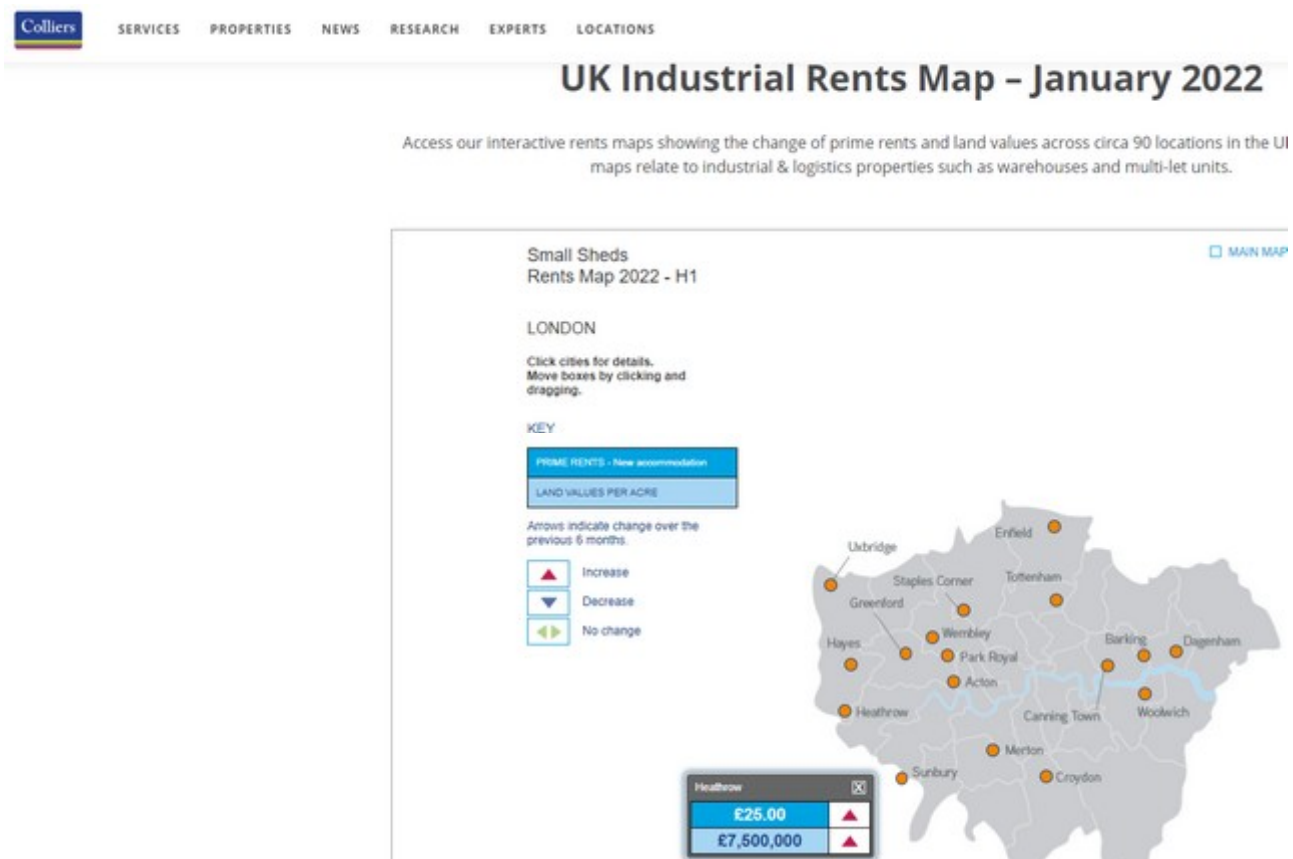 Colliers
SERVICES PROPERTIES NEWS RESEARCH EXPERTS LOCATIONS
UK Industrial Rents Map – January 2022
Access our interactive rents maps showing the change of prime rents and land values across circa 90 locations in the
maps relate to industrial & logistics properties such as warehouses and multi-let units.
Small Sheds
Rents Map 2022 - H1
MAIN MAP
LONDON
Click cities for details.
Move boxes by clicking and
dragging.
KEY
PRIME RENTS - New accommodation
LAND VALUES PER ACRE
Arrows indicate change over the
previous 6 months.
Increase
Decrease
No change
Enfield
Uxbridge
Staples Corner
Tottenham
Greenford
Wembley
Barking
Dagenham
Hayes
Park Royal
Acton
Heathrow
Canning Town
Woolwich
Merton
Sunbury
Croydon
Heathrow
£25.00
£7,500,000